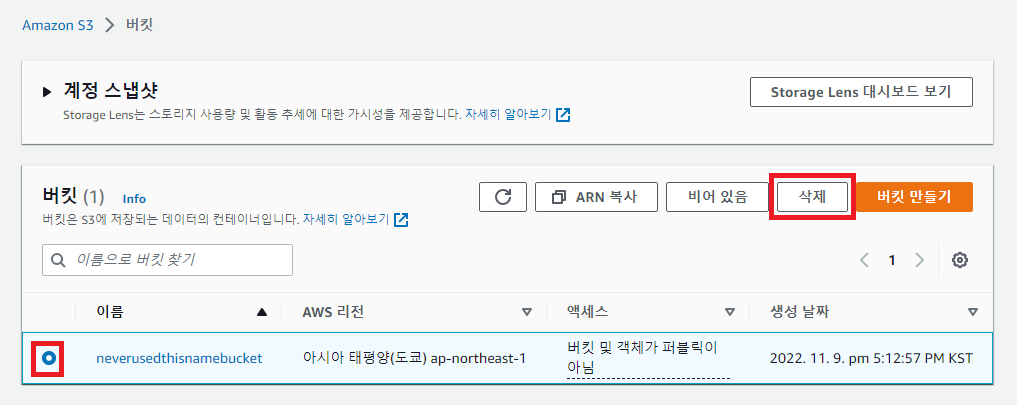 Amazon S3 > 버킷
계정 스냅샷
Storage Lens 대시보드 보기
Storage Lens는 스토리지 사용량 및 활동 추세에 대한 가시성을 제공합니다. 자세히 알아보기
버킷 (1) Info
ARN 복사 비어 있음 삭제 버킷 만들기
버킷은 S3에 저장되는 데이터의 컨테이너입니다. 자세히 알아보기
이름으로 버킷 찾기
1
이름 AWS 리전 액세스 생성 날짜
neverusedthisnamebucket 아시아 태평양(도쿄) ap-northeast-1 버킷 및 객체가 퍼블릭이 2022. 11. 9. pm 5:12:57 PM KST
아님